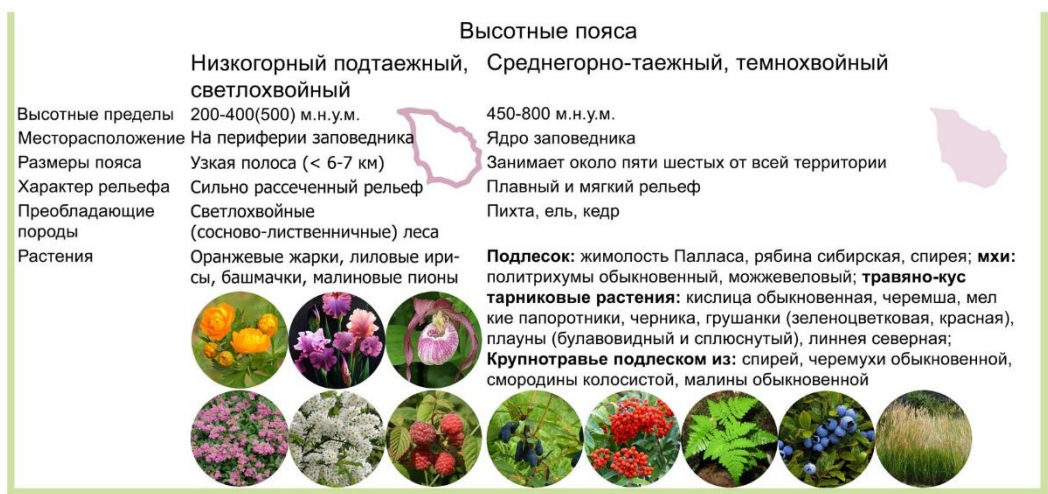 Высотные пояса
Низкогорный подтаежный, светлохвойный
Среднегорно-таежный, темнохвойный
Высотные пределы 200-400(500) м.н.у.м. 450-800 м.н.у.м.
Месторасположение На периферии заповедника Ядро заповедника
Размеры пояса Узкая полоса (< 6-7 км) Занимает около пяти шестых от всей территории
Характер рельефа Сильно рассеченный рельеф Плавный и мягкий рельеф
Преобладающие Светлохвойные Пихта, ель, кедр
породы (сосново-лиственничные) леса
Растения Оранжевые жарки, лиловые ири-
сы, башмачки, малиновые пионы
Подлесок: жимолость Палласа, рябина сибирская, спирея; мхи:
политрихумы обыкновенный, можжевеловый; травяно-кус
тарниковые растения: кислица обыкновенная, черемша, мел
кие папоротники, черника, грушанки (зеленоцветковая, красная),
плауны (булавовидный и сплюснутый), линнея северная;
Крупнотравье подлеском из: спирей, черемухи обыкновенной,
смородины колосистой, малины обыкновенной